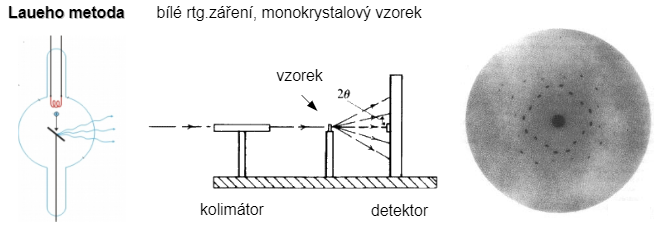 Laueho metoda bílé rtg.záření, monokrystalový vzorek
vzorek
2θ
kolimátor
detektor